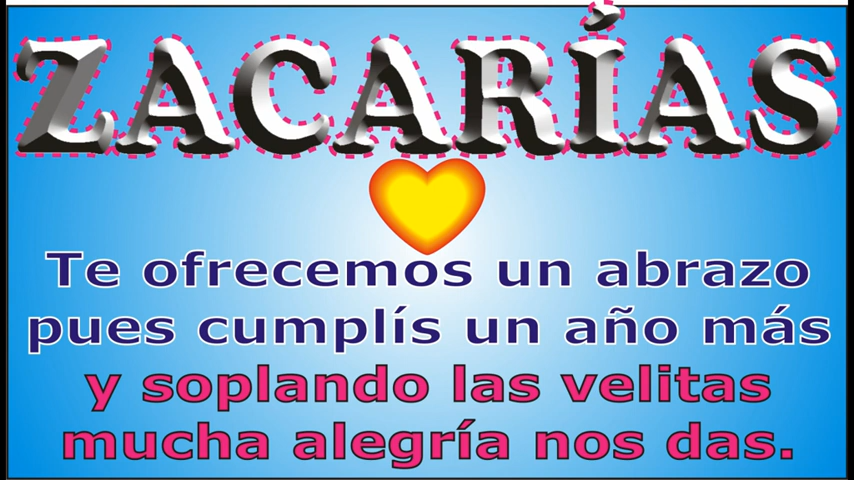 ZACARÍAS
Te ofrecemos un abrazo
pues cumplís un año más
y soplando las velitas
mucha alegría nos das.